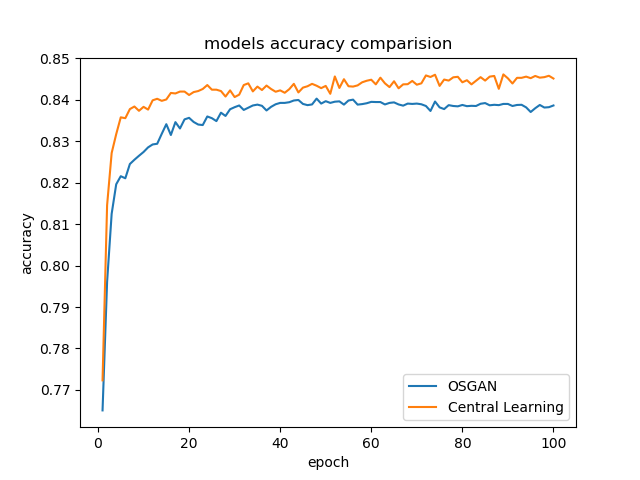 models accuracy comparision
0.85
0.84
0.83
0.82
0.81
0.80
0.79
0.78
0.77
accuracy
0 20 40 60 80 100
epoch
OSGAN
Central Learning